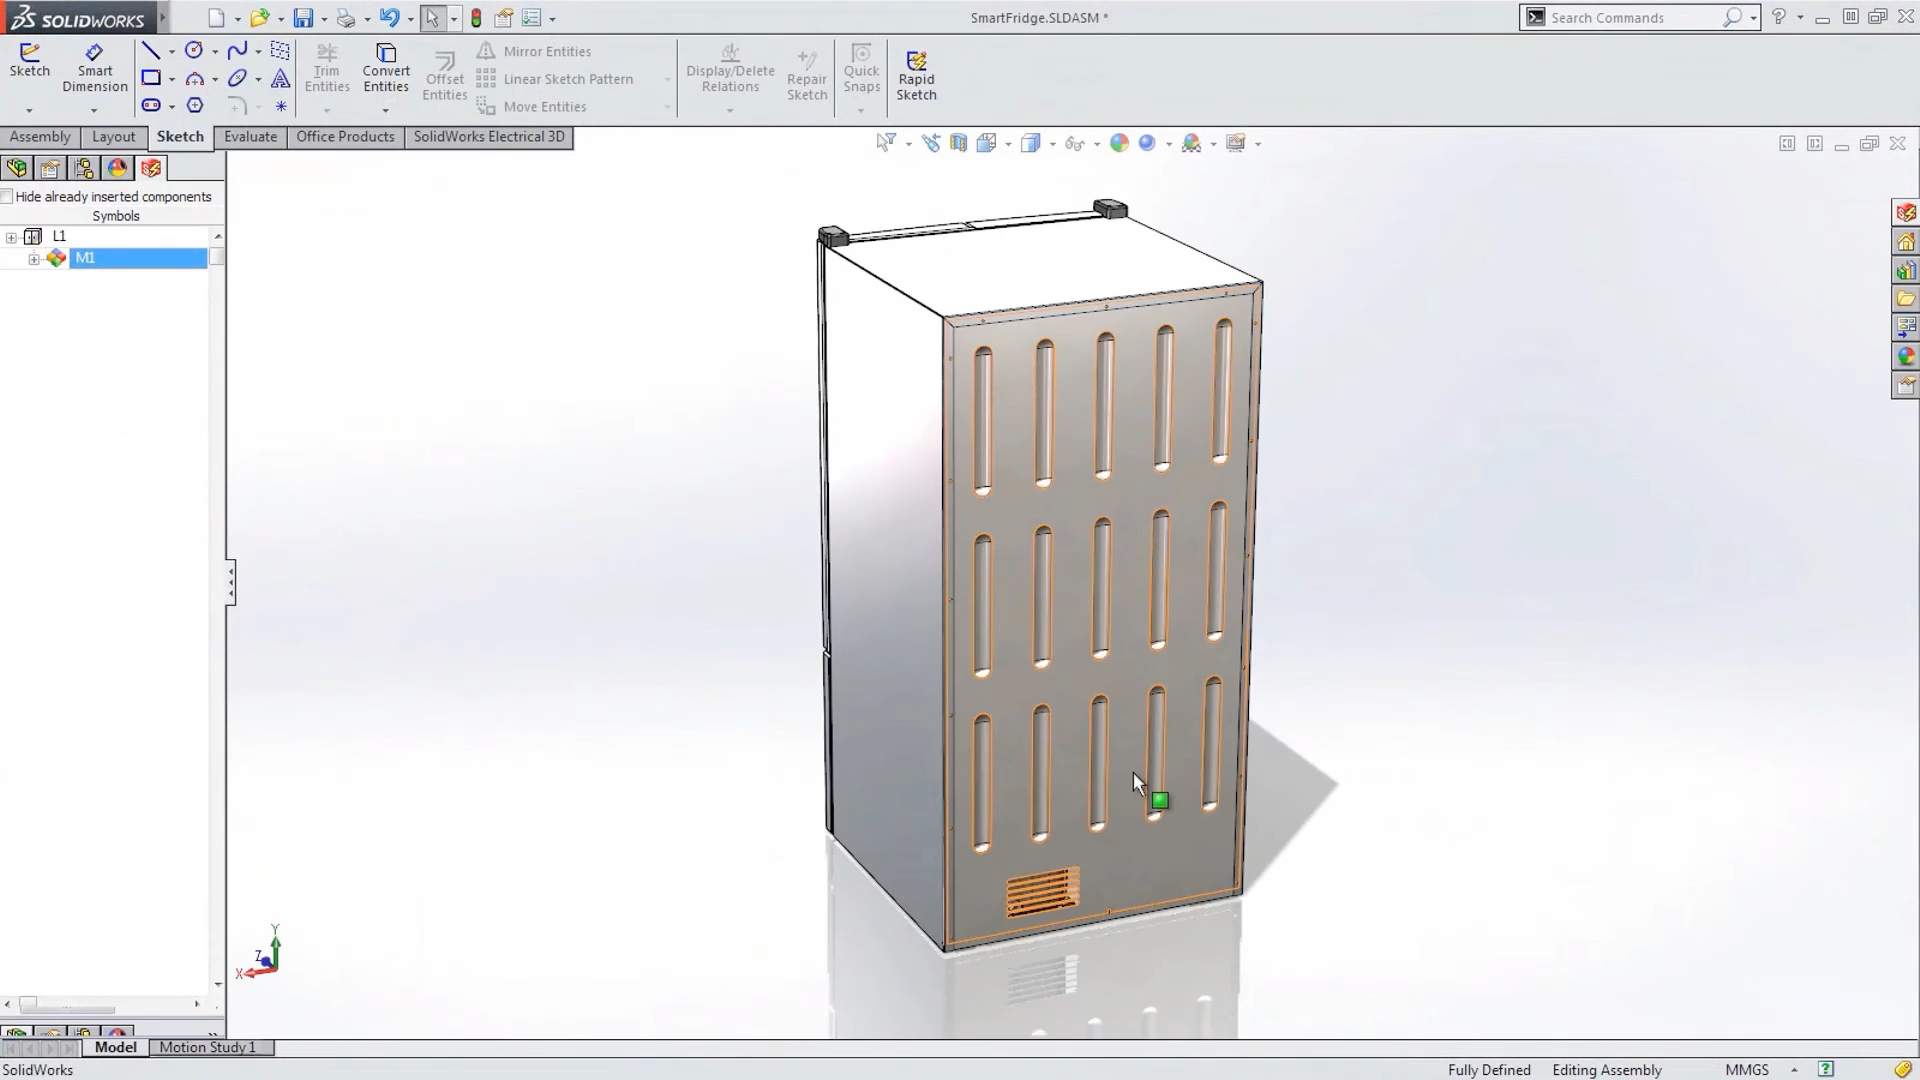 SOLIDWORKS
SmartFridge.SLDASM *
Search Commands
Sketch
Smart Dimension
Trim Entities
Convert Entities
Offset Entities
Mirror Entities
Linear Sketch Pattern
Move Entities
Display/Delete Relations
Repair Sketch
Quick Snaps
Rapid Sketch
Assembly
Layout
Sketch
Evaluate
Office Products
SolidWorks Electrical 3D
Hide already inserted components
Symbols
L1
M1
Y
Z
X
Model
Motion Study 1
SolidWorks
Fully Defined
Editing Assembly
MMGS